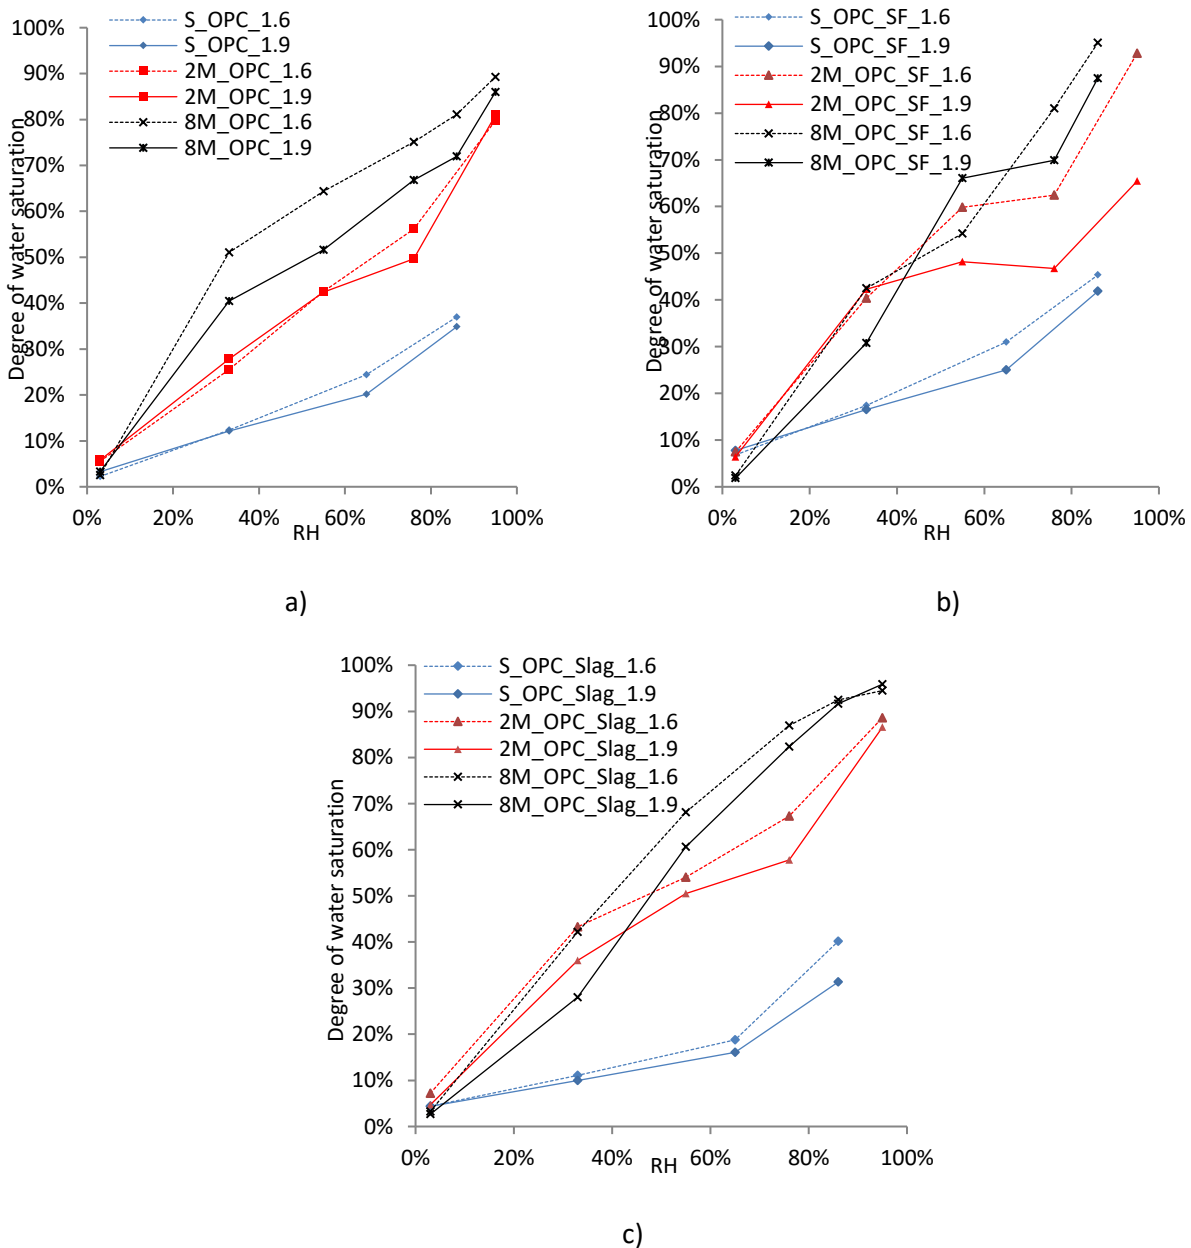 S_OPC_1.6
S_OPC_1.9
2M_OPC_1.6
2M_OPC_1.9
8M_OPC_1.6
8M_OPC_1.9
Degree of water saturation
100%
90%
80%
70%
60%
50%
40%
30%
20%
10%
0%
0% 20% 40% 60% 80% 100%
RH
a)
S_OPC_SF_1.6
S_OPC_SF_1.9
2M_OPC_SF_1.6
2M_OPC_SF_1.9
8M_OPC_SF_1.6
8M_OPC_SF_1.9
Degree of water saturation
100%
90%
80%
70%
60%
50%
40%
30%
20%
10%
0%
0% 20% 40% 60% 80% 100%
RH
b)
S_OPC_Slag_1.6
S_OPC_Slag_1.9
2M_OPC_Slag_1.6
2M_OPC_Slag_1.9
8M_OPC_Slag_1.6
8M_OPC_Slag_1.9
Degree of water saturation
100%
90%
80%
70%
60%
50%
40%
30%
20%
10%
0%
0% 20% 40% 60% 80% 100%
RH
c)